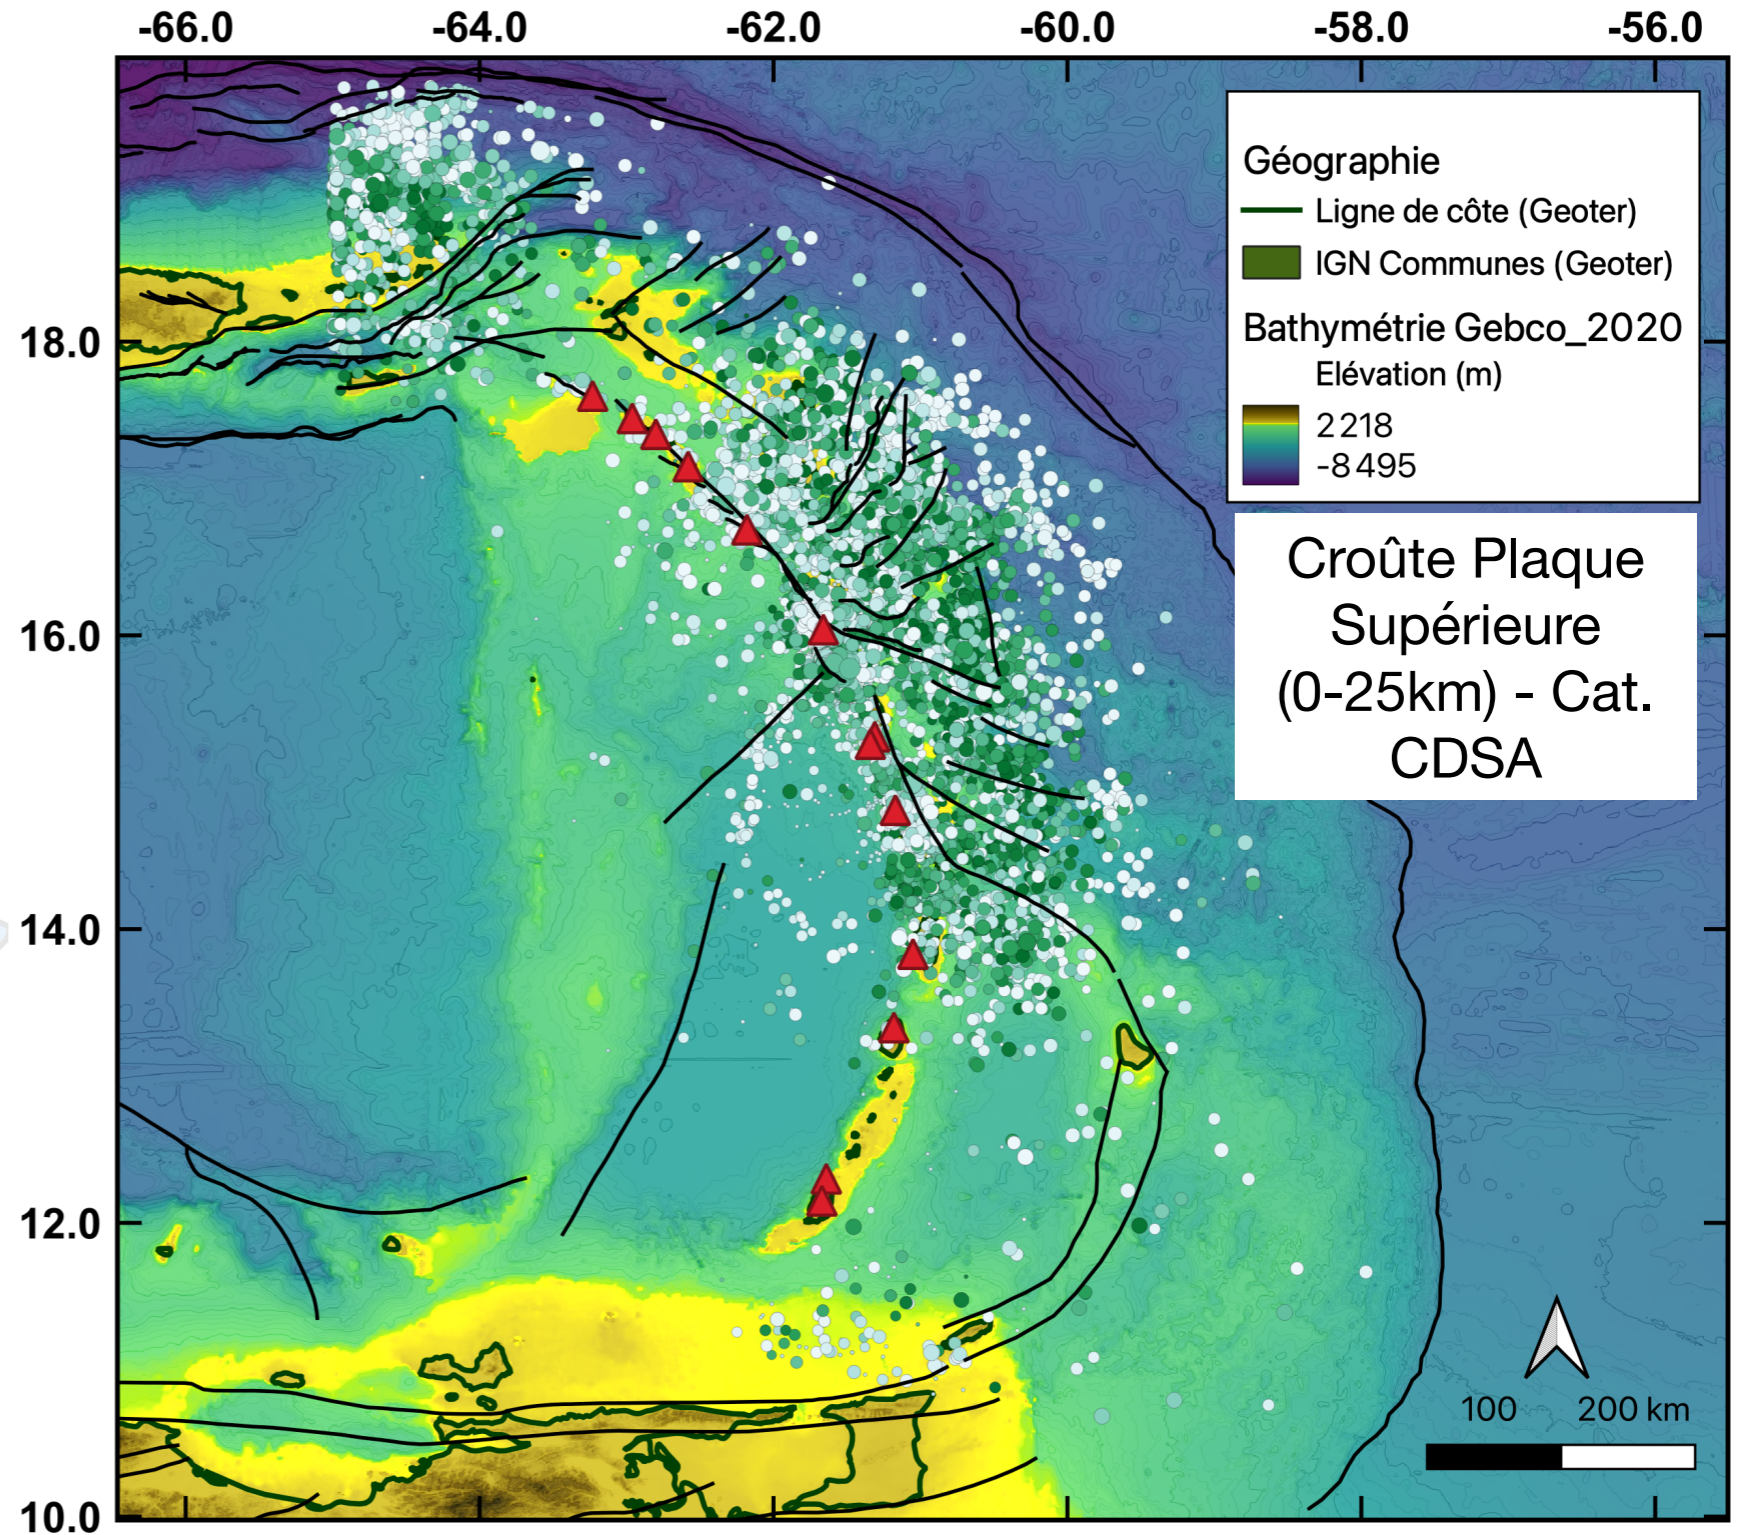 -66.0 -64.0 -62.0 -60.0 -58.0 -56.0
Géographie
Ligne de côte (Geoter)
IGN Communes (Geoter)
Bathymétrie Gebco_2020
Elévation (m)
2 218
-8 495
Croûte Plaque
Supérieure
(0-25km) - Cat.
CDSA
18.0
16.0
14.0
12.0
10.0
100 200 km